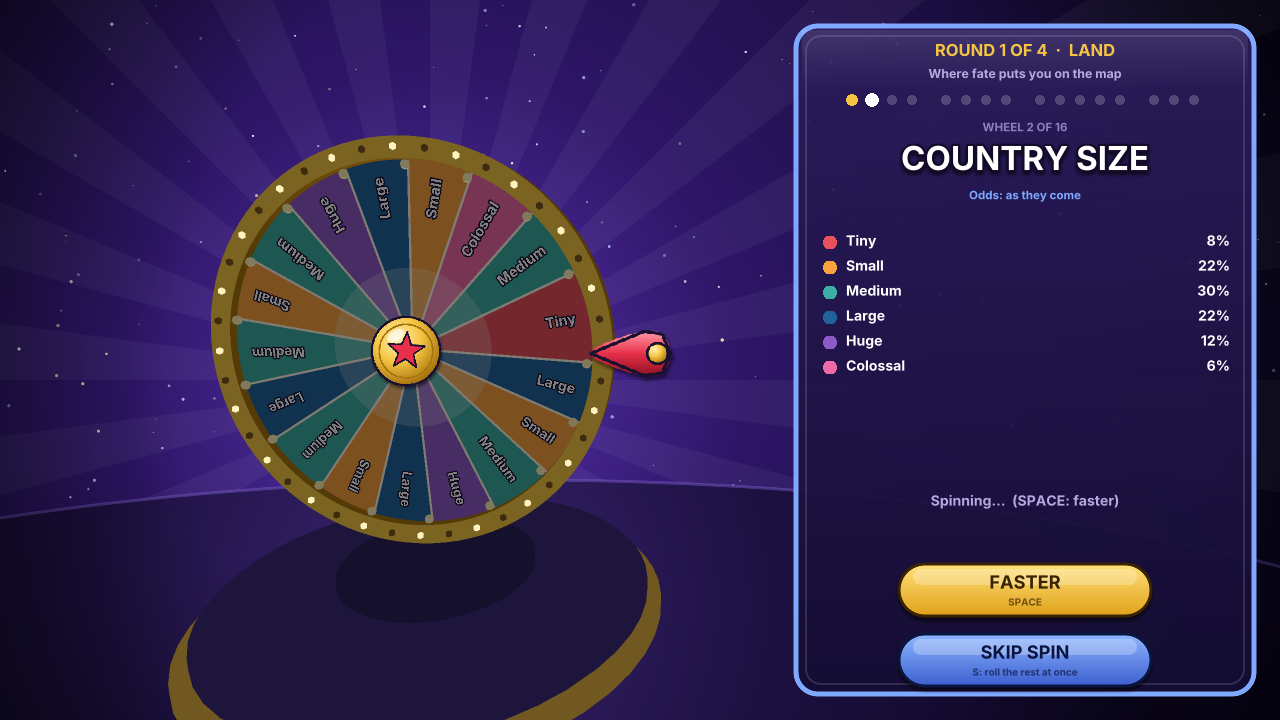 ROUND 1 OF 4 · LAND
Where fate puts you on the map
WHEEL 2 OF 16
COUNTRY SIZE
Odds: as they come
Tiny 8%
Small 22%
Medium 30%
Large 22%
Huge 12%
Colossal 6%
Spinning... (SPACE: faster)
FASTER
SPACE
SKIP SPIN
S: roll the rest at once
Small
Colossal
Medium
Tiny
Large
Small
Medium
Huge
Large
Small
Medium
Large
Medium
Small
Medium
Huge
Large